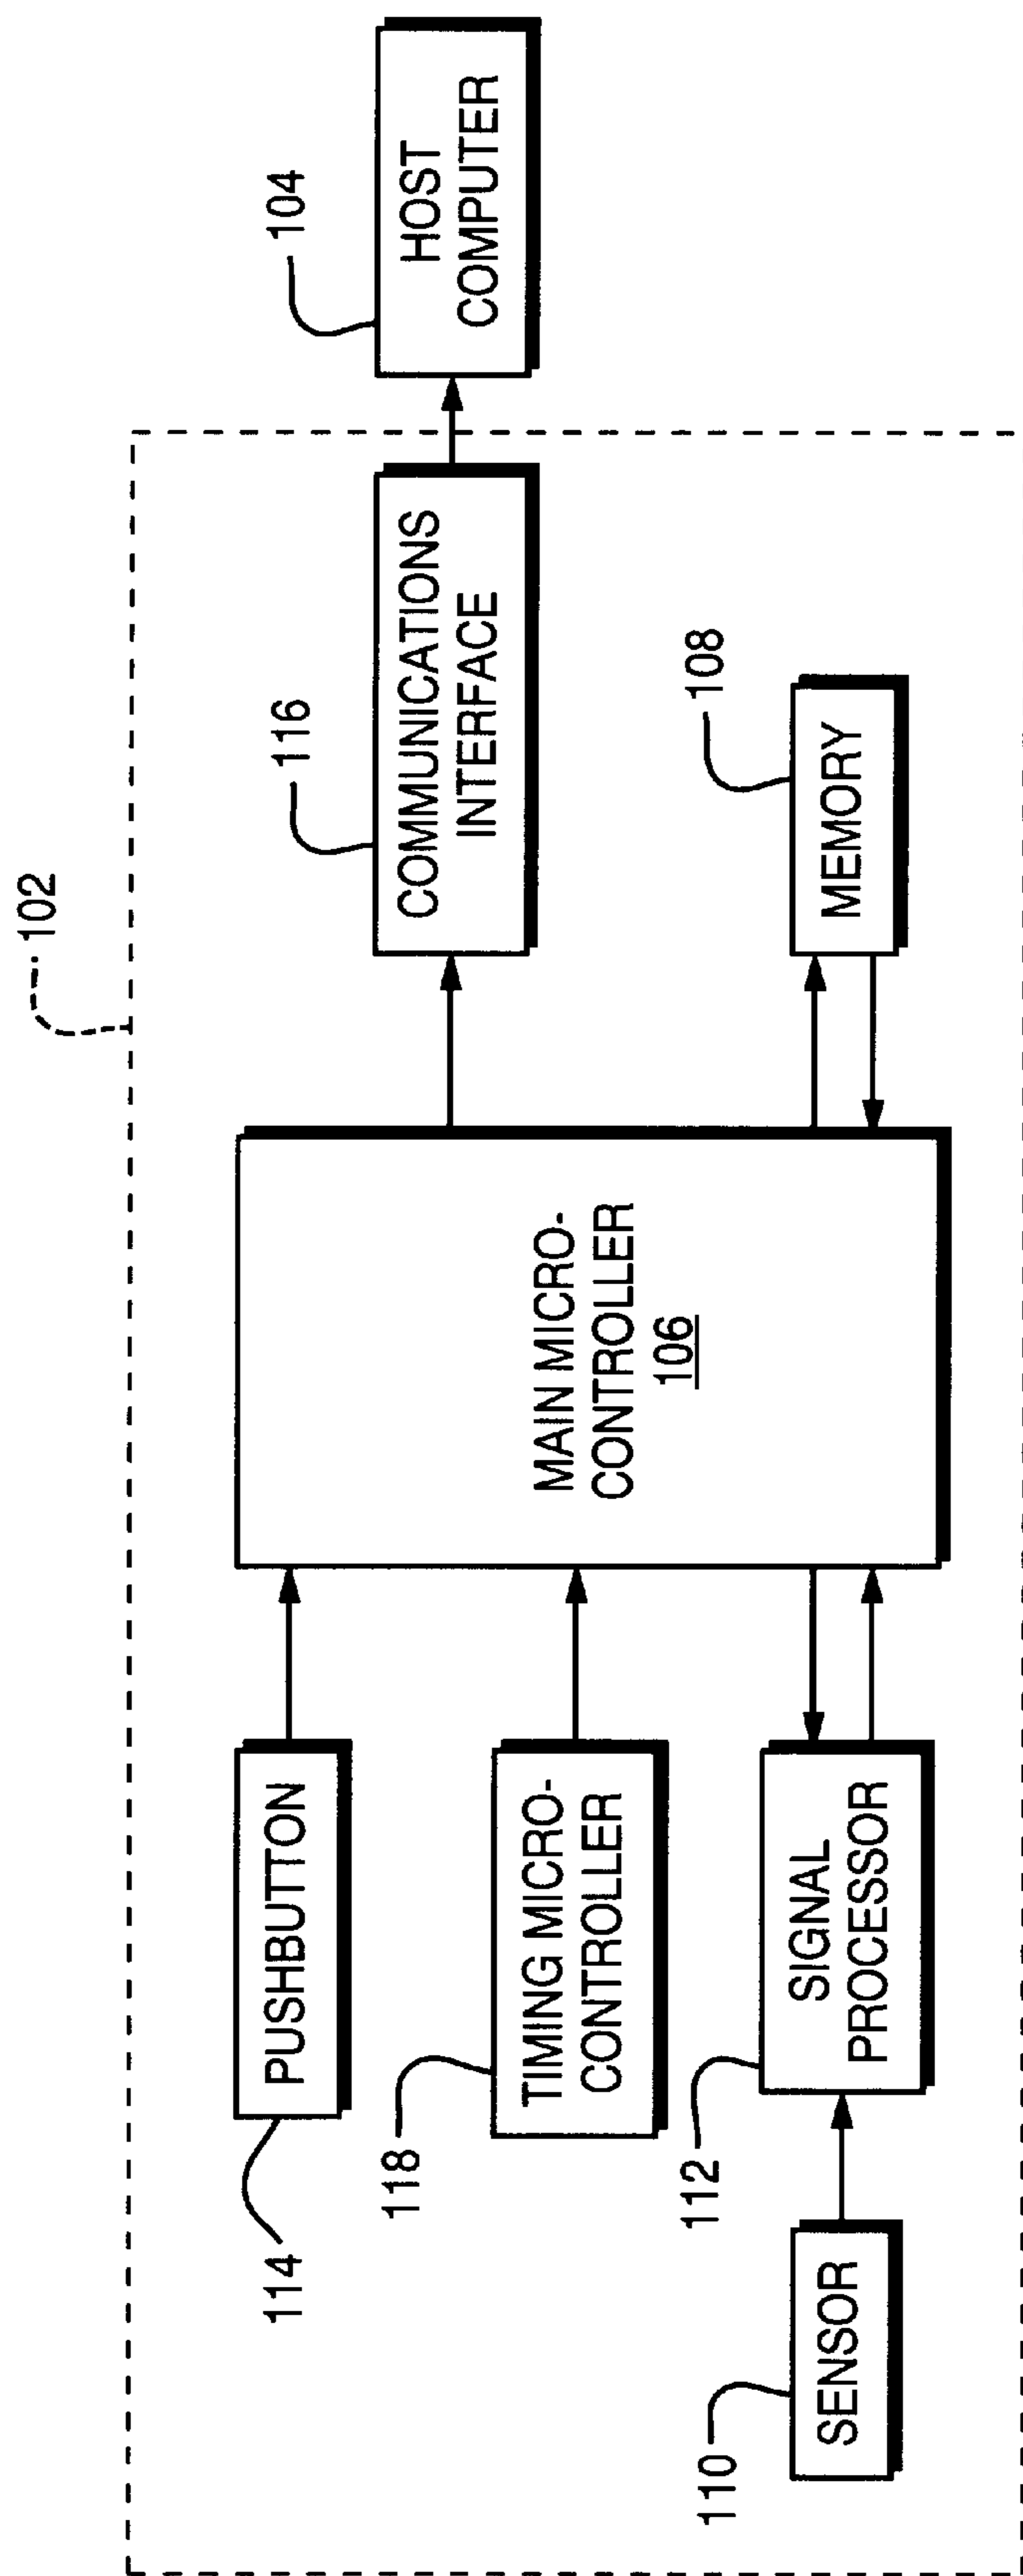 102
104
HOST
COMPUTER
116
COMMUNICATIONS
INTERFACE
108
MEMORY
MAIN MICRO-
CONTROLLER
106
PUSHBUTTON
114
TIMING MICRO-
CONTROLLER
118
SIGNAL
PROCESSOR
112
SENSOR
110